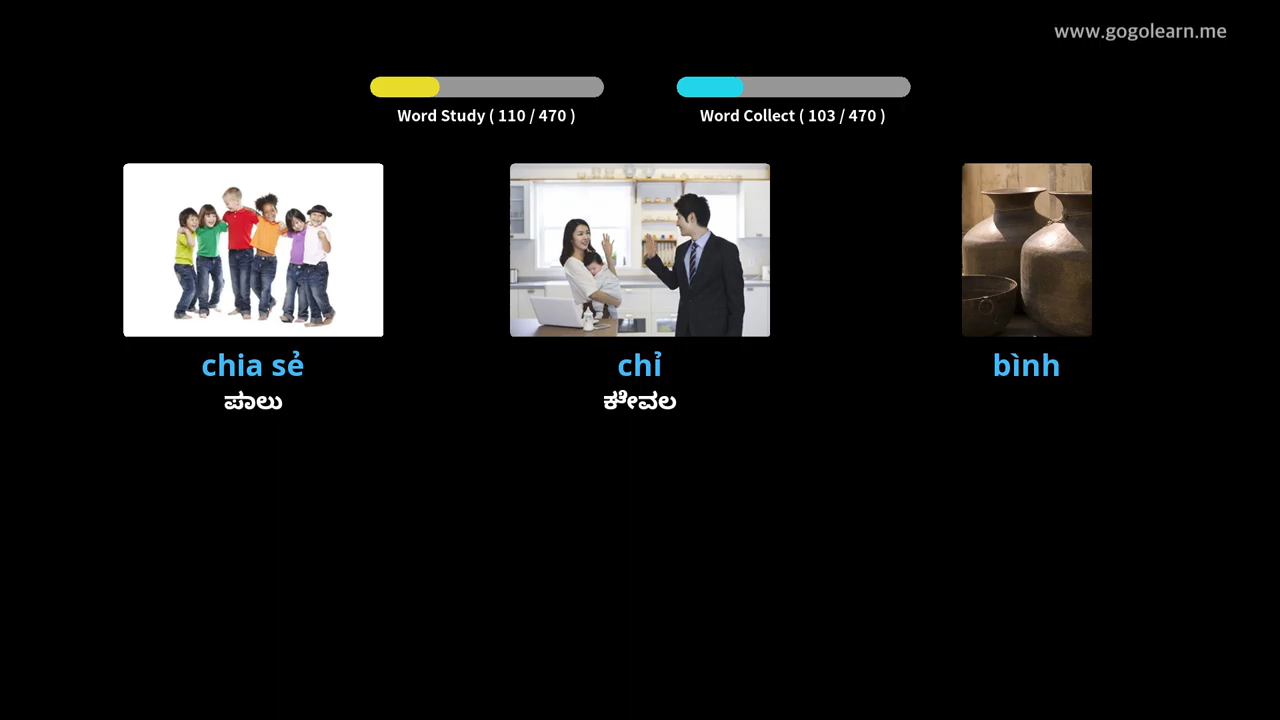 www.gogolearn.me
Word Study ( 110 / 470 )
Word Collect ( 103 / 470 )
chia sẻ
ಪಾಲು
chỉ
ಕೇವಲ
bình